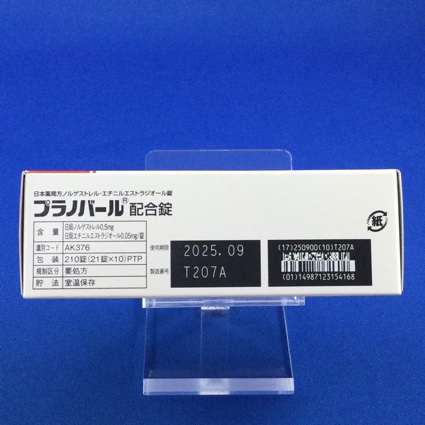 日本薬局方ノルゲストレル・エチニルエストラジオール錠
プラノバール®配合錠
含量 日局ノルゲストレル0.5mg
日局エチニルエストラジオール0.05mg/錠
識別コード AK376
包装 210錠(21錠×10)PTP
規制区分 要処方
貯法 室温保存
使用期限 2025.09
製造番号 T207A
(17)250900(10)T207A
(01)14987123154168
紙